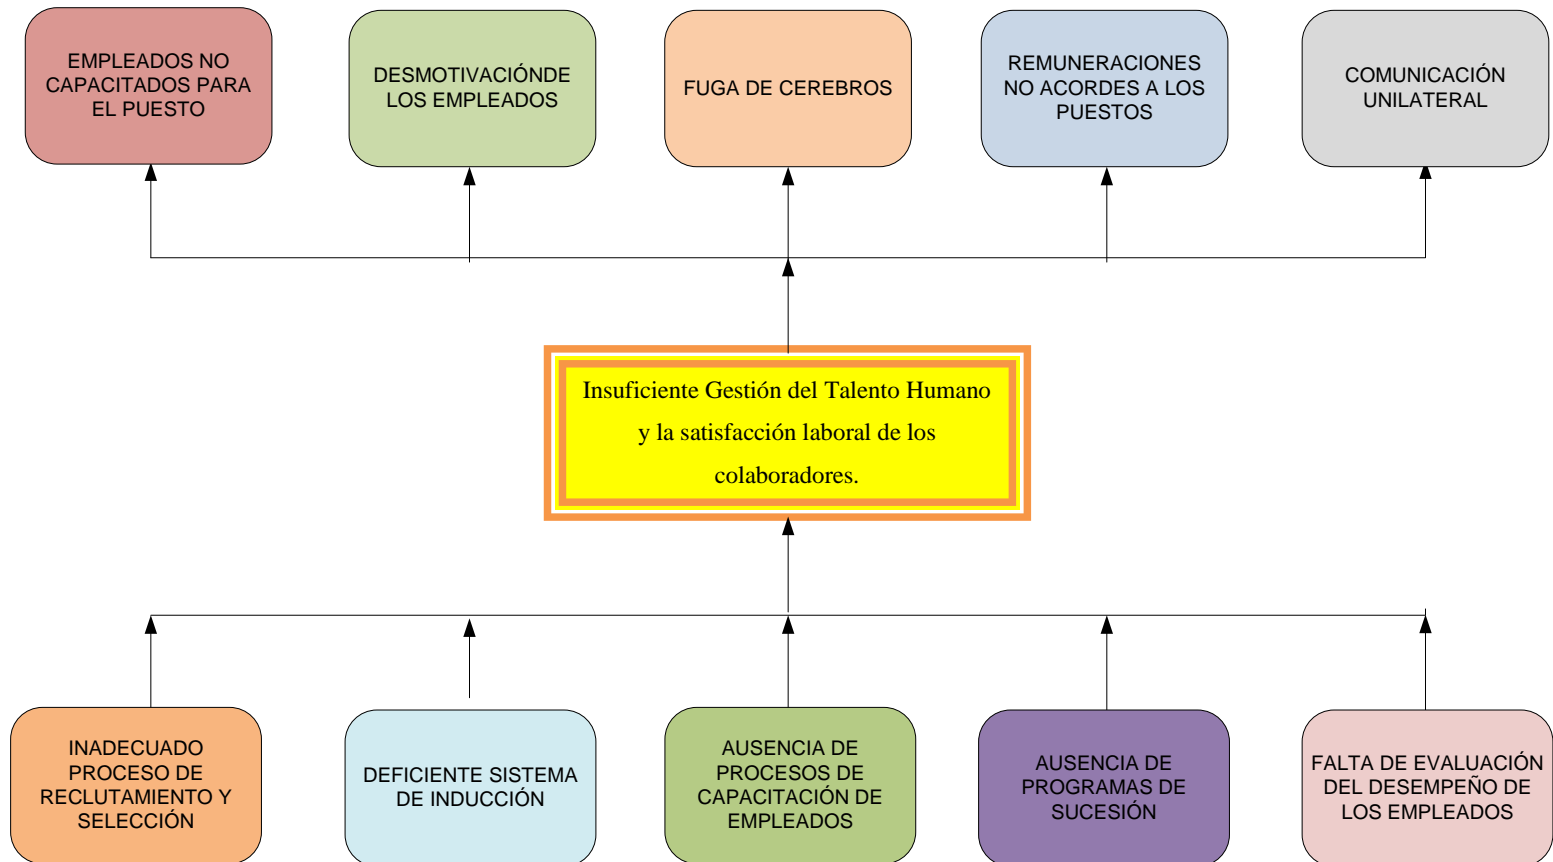 EMPLEADOS NO
CAPACITADOS PARA
EL PUESTO
DESMOTIVACIÓNDE
LOS EMPLEADOS
FUGA DE CEREBROS
REMUNERACIONES
NO ACORDES A LOS
PUESTOS
COMUNICACIÓN
UNILATERAL
Insuficiente Gestión del Talento Humano
y la satisfacción laboral de los
colaboradores.
INADECUADO
PROCESO DE
RECLUTAMIENTO Y
SELECCIÓN
DEFICIENTE SISTEMA
DE INDUCCIÓN
AUSENCIA DE
PROCESOS DE
CAPACITACIÓN DE
EMPLEADOS
AUSENCIA DE
PROGRAMAS DE
SUCESIÓN
FALTA DE EVALUACIÓN
DEL DESEMPEÑO DE
LOS EMPLEADOS